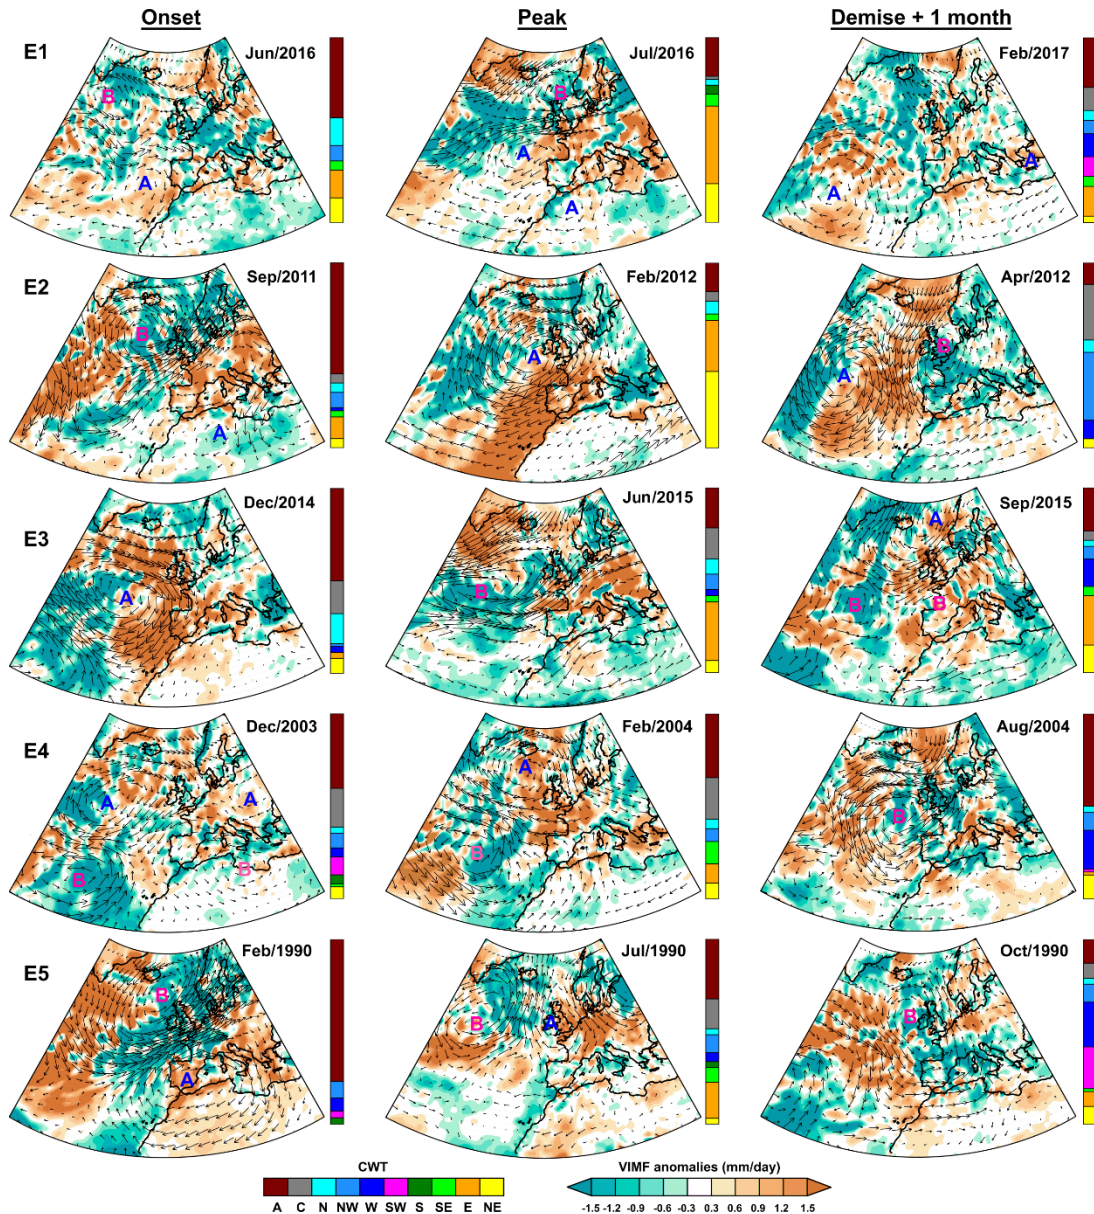 Onset Peak Demise + 1 month
E1 Jun/2016 Jul/2016 Feb/2017
B B
A A A
A A
E2 Sep/2011 Feb/2012 Apr/2012
B A B
A A
E3 Dec/2014 Jun/2015 Sep/2015
A
A B B B
E4 Dec/2003 Feb/2004 Aug/2004
A A A B
B B B
E5 Feb/1990 Jul/1990 Oct/1990
B B A B
A
CWT VIMF anomalies (mm/day)
A C N NW W SW S SE E NE -1.5 -1.2 -0.9 -0.6 -0.3 0.3 0.6 0.9 1.2 1.5